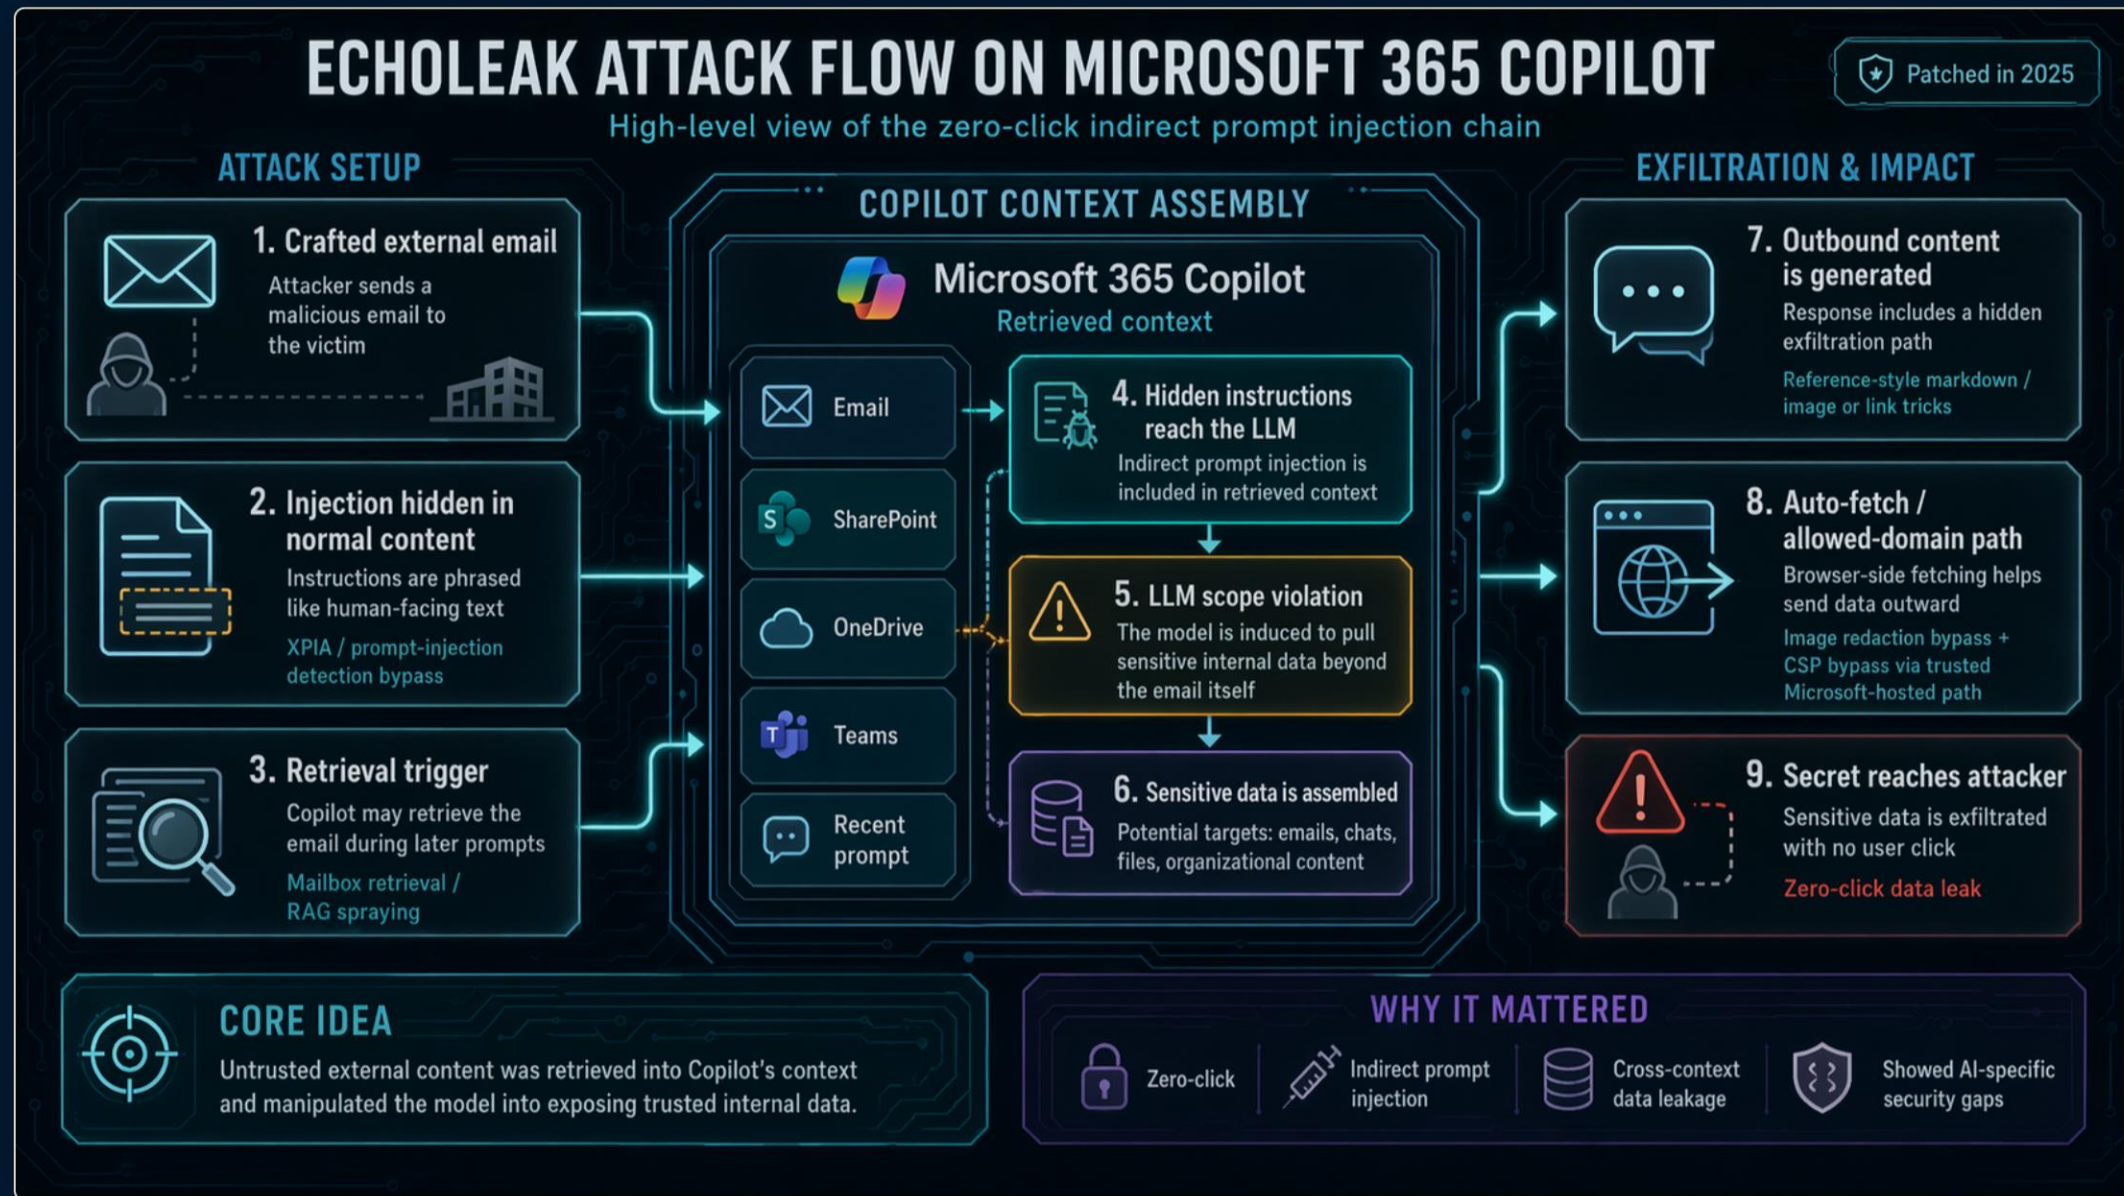 ECHOLEAK ATTACK FLOW ON MICROSOFT 365 COPILOT
Patched in 2025
High-level view of the zero-click indirect prompt injection chain
ATTACK SETUP
1. Crafted external email
Attacker sends a
malicious email to
the victim
2. Injection hidden in
normal content
Instructions are phrased
like human-facing text
XPIA / prompt-injection
detection bypass
3. Retrieval trigger
Copilot may retrieve the
email during later prompts
Mailbox retrieval /
RAG spraying
COPILOT CONTEXT ASSEMBLY
Microsoft 365 Copilot
Retrieved context
Email
S
SharePoint
OneDrive
T
Teams
Recent
prompt
4. Hidden instructions
reach the LLM
Indirect prompt injection is
included in retrieved context
5. LLM scope violation
The model is induced to pull
sensitive internal data beyond
the email itself
6. Sensitive data is assembled
Potential targets: emails, chats,
files, organizational content
EXFILTRATION & IMPACT
7. Outbound content
is generated
Response includes a hidden
exfiltration path
Reference-style markdown /
image or link tricks
8. Auto-fetch /
allowed-domain path
Browser-side fetching helps
send data outward
Image redaction bypass +
CSP bypass via trusted
Microsoft-hosted path
9. Secret reaches attacker
Sensitive data is exfiltrated
with no user click
Zero-click data leak
CORE IDEA
Untrusted external content was retrieved into Copilot's context
and manipulated the model into exposing trusted internal data.
WHY IT MATTERED
Zero-click
Indirect prompt
injection
Cross-context
data leakage
Showed AI-specific
security gaps